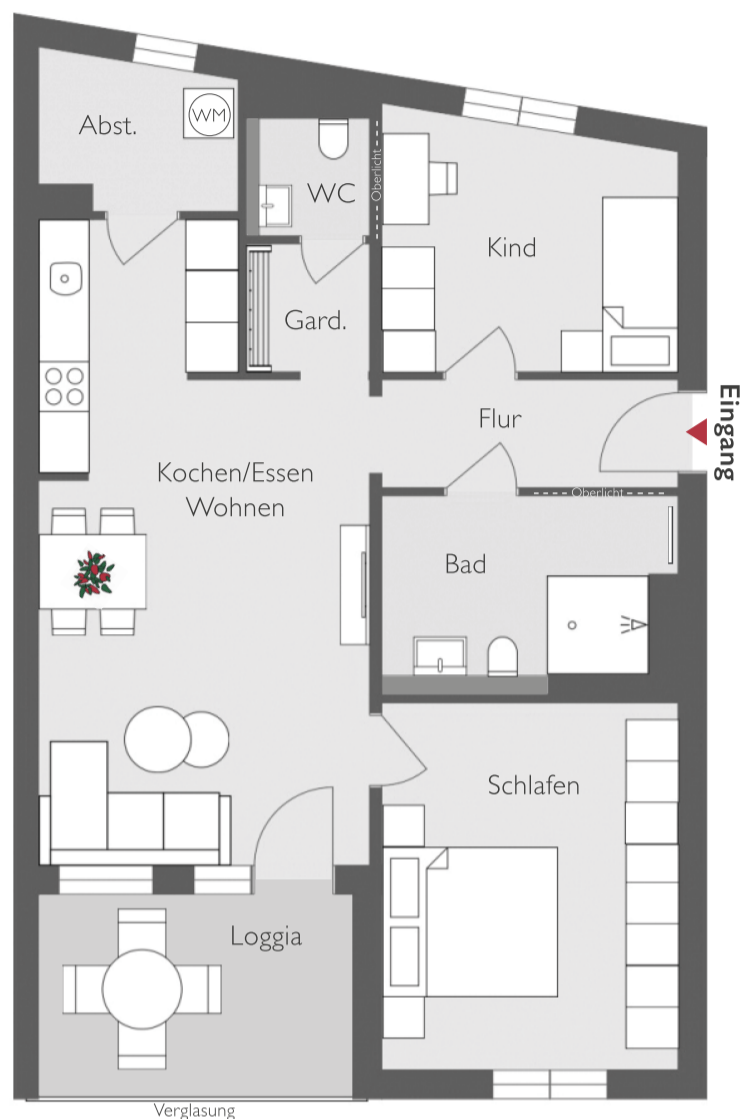 Abst.
WM
WC
Oberlicht
Kind
Gard.
Flur
Eingang
Kochen/Essen
Wohnen
Oberlicht
Bad
Schlafen
Loggia
Verglasung